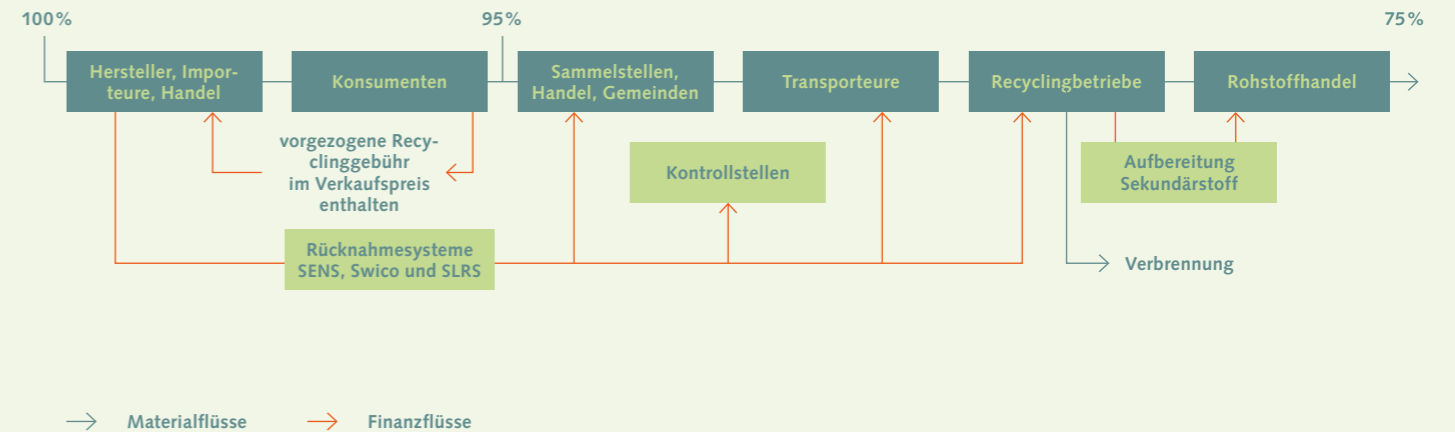 100%
95%
75%
Hersteller, Impor-
teure, Handel
Konsumenten
Sammelstellen,
Handel, Gemeinden
Transporteure
Recyclingbetriebe
Rohstoffhandel
vorgezogene Recy-
clinggebühr
im Verkaufspreis
enthalten
Kontrollstellen
Aufbereitung
Sekundärstoff
Rücknahmesysteme
SENS, Swico und SLRS
Verbrennung
Materialflüsse
Finanzflüsse